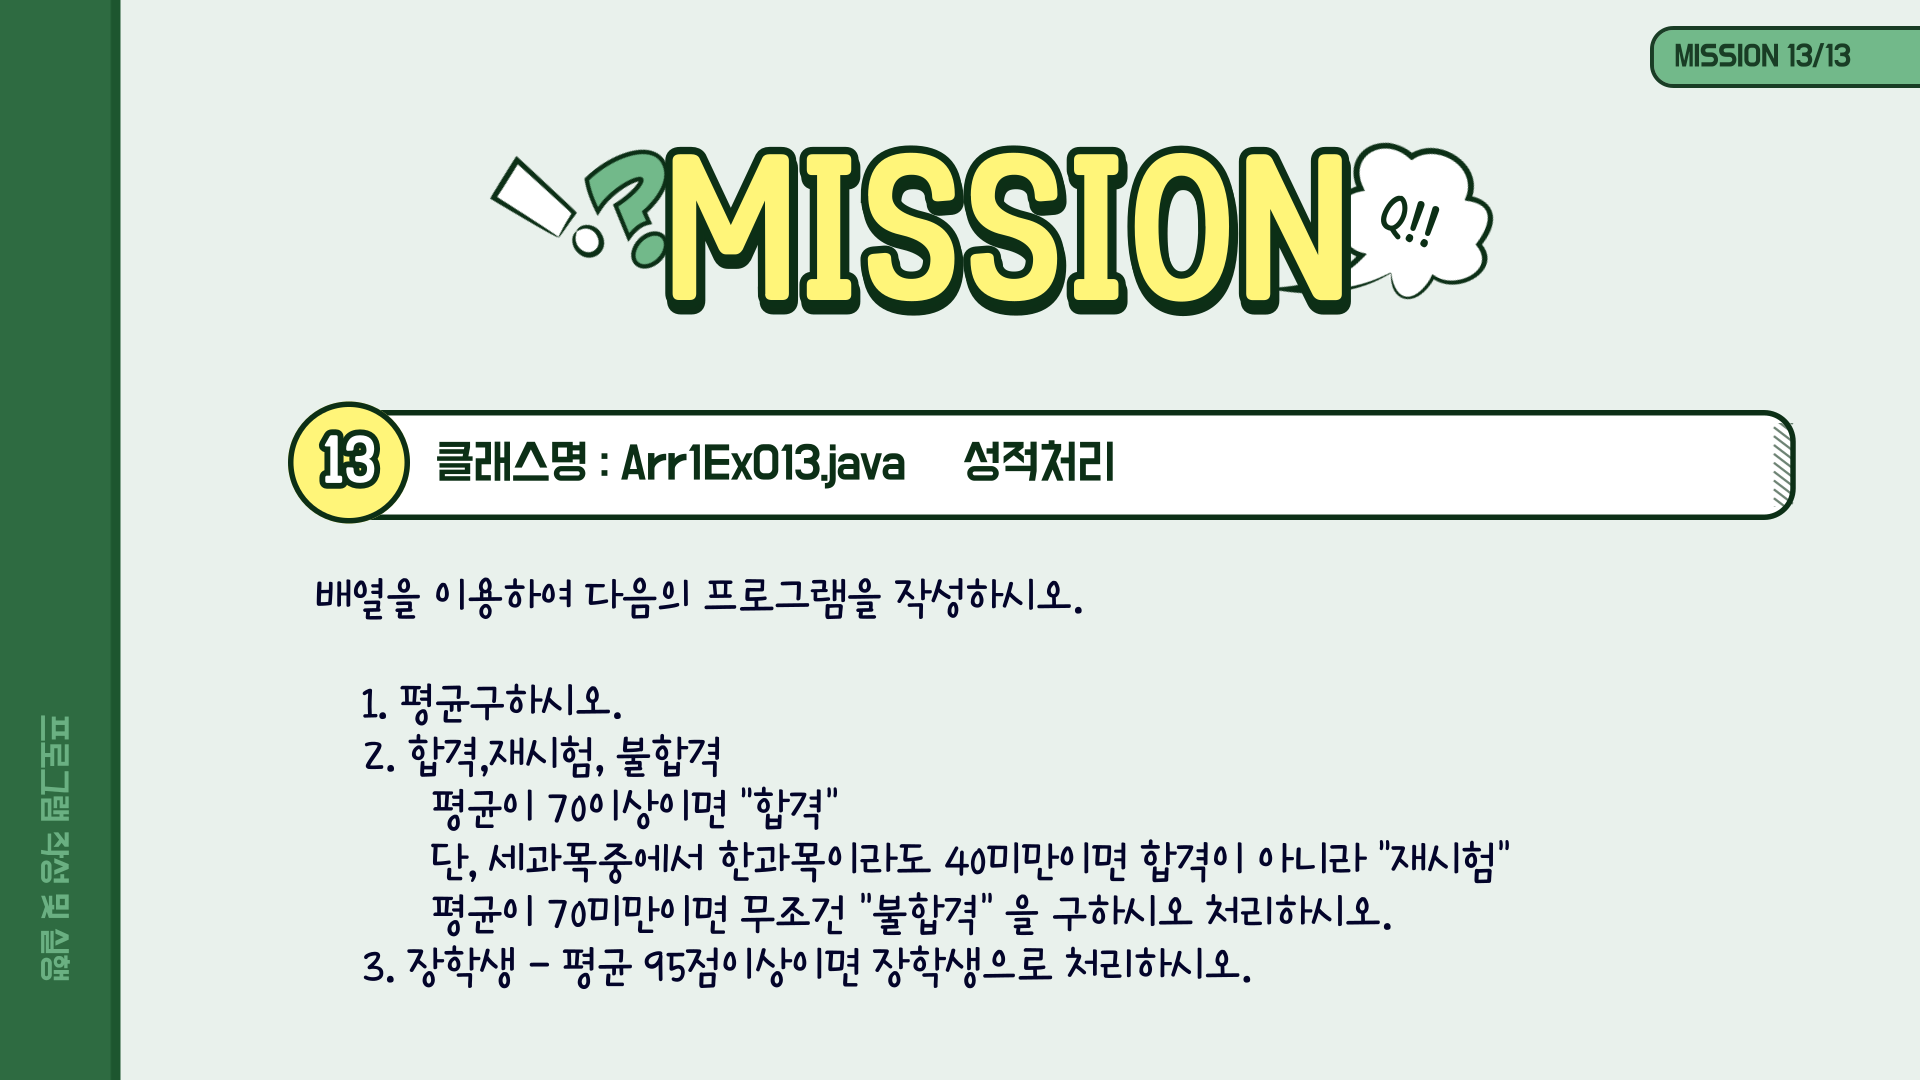 MISSION 13/13
MISSION
Q!!
13 클래스명 : Arr1Ex013.java 성적처리
배열을 이용하여 다음의 프로그램을 작성하시오.
1. 평균구하시오.
2. 합격,재시험, 불합격
평균이 70이상이면 "합격"
단, 세과목중에서 한과목이라도 40미만이면 합격이 아니라 "재시험"
평균이 70미만이면 무조건 "불합격" 을 구하시오 처리하시오.
3. 장학생 - 평균 95점이상이면 장학생으로 처리하시오.
프로그램 작성 및 실행